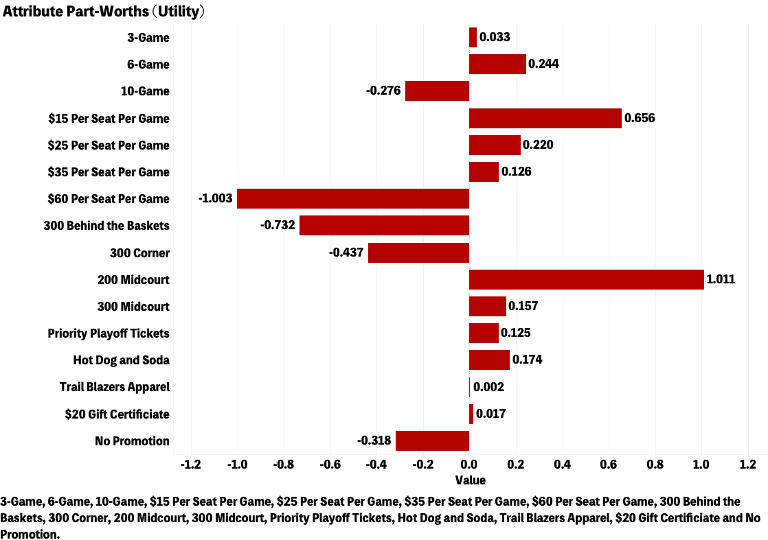 Attribute Part-Worths (Utility)
3-Game 0.033
6-Game 0.244
10-Game -0.276
$15 Per Seat Per Game 0.656
$25 Per Seat Per Game 0.220
$35 Per Seat Per Game 0.126
$60 Per Seat Per Game -1.003
300 Behind the Baskets -0.732
300 Corner -0.437
200 Midcourt 1.011
300 Midcourt 0.157
Priority Playoff Tickets 0.125
Hot Dog and Soda 0.174
Trail Blazers Apparel 0.002
$20 Gift Certificiate 0.017
No Promotion -0.318
-1.2 -1.0 -0.8 -0.6 -0.4 -0.2 0.0 0.2 0.4 0.6 0.8 1.0 1.2
Value
3-Game, 6-Game, 10-Game, $15 Per Seat Per Game, $25 Per Seat Per Game, $35 Per Seat Per Game, $60 Per Seat Per Game, 300 Behind the
Baskets, 300 Corner, 200 Midcourt, 300 Midcourt, Priority Playoff Tickets, Hot Dog and Soda, Trail Blazers Apparel, $20 Gift Certificiate and No
Promotion.